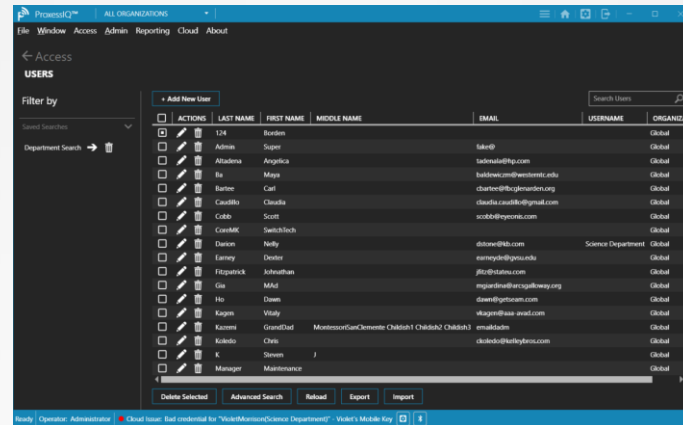 ProxessIQ™ ALL ORGANIZATIONS
File Window Access Admin Reporting Cloud About
Access
USERS
Filter by
+ Add New User
Search Users
Saved Searches
Department Search
ACTIONS LAST NAME FIRST NAME MIDDLE NAME EMAIL USERNAME ORGANIZA
124 Borden Global
Admin Super fake@ Global
Altadena Angelica tadenala@hp.com Global
Ba Maya baldewiczm@westerntc.edu Global
Bartee Carl cbartee@fbcglenarden.org Global
Caudillo Claudia claudia.caudillo@gmail.com Global
Cobb Scott scobb@eyeonis.com Global
CoreMK SwitchTech Global
Darion Nelly dstone@kb.com Science Department Global
Earney Dexter earneyde@gvsu.edu Global
Fitzpatrick Johnathan jfitz@stateu.com Global
Gia MAd mgiardina@arcsgalloway.org Global
Ho Dawn dawn@getseam.com Global
Kagen Vitaly vkagen@aaa-avad.com Global
Kazemi GrandDad MontessoriSanClemente Childish1 Childish2 Childish3 emaildadm Global
Koledo Chris ckoledo@kelleybros.com Global
K Steven J Global
Manager Maintenance Global
Delete Selected Advanced Search Reload Export Import
Ready Operator: Administrator Cloud Issue: Bad credential for "VioletMorrison(Science Department)" - Violet's Mobile Key